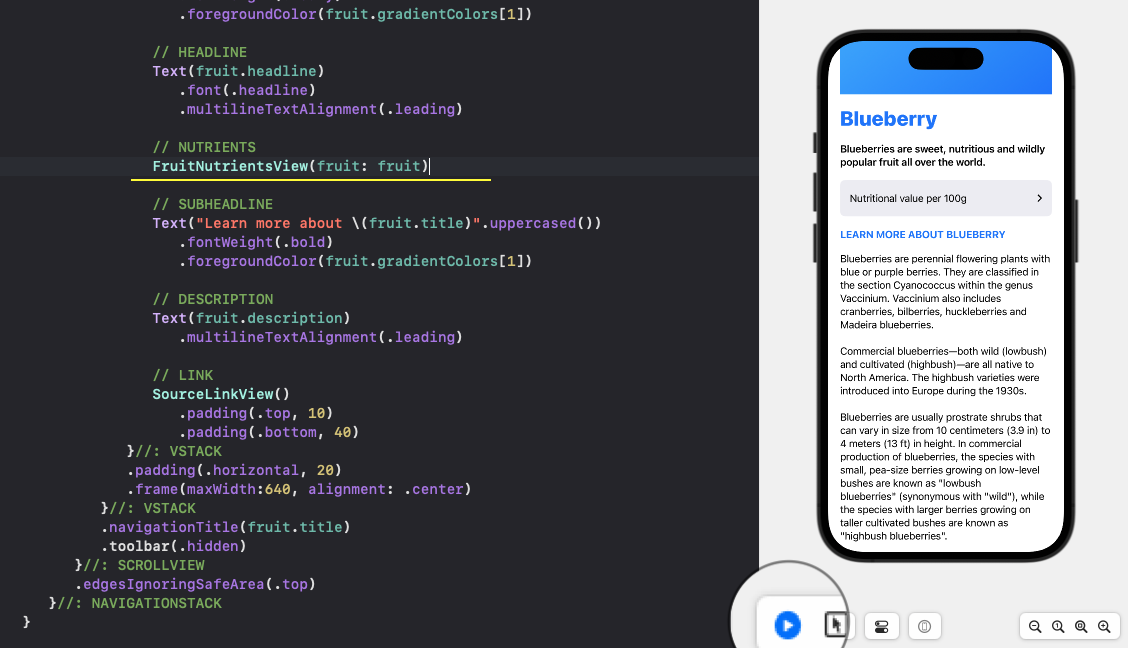 .foregroundColor(fruit.gradientColors[1])
// HEADLINE
Text(fruit.headline)
.font(.headline)
.multilineTextAlignment(.leading)
// NUTRIENTS
FruitNutrientsView(fruit: fruit)
// SUBHEADLINE
Text("Learn more about \(fruit.title)".uppercased())
.fontWeight(.bold)
.foregroundColor(fruit.gradientColors[1])
// DESCRIPTION
Text(fruit.description)
.multilineTextAlignment(.leading)
// LINK
SourceLinkView()
.padding(.top, 10)
.padding(.bottom, 40)
}//: VSTACK
.padding(.horizontal, 20)
.frame(maxWidth:640, alignment: .center)
}//: VSTACK
.navigationTitle(fruit.title)
.toolbar(.hidden)
}//: SCROLLVIEW
.edgesIgnoringSafeArea(.top)
}//: NAVIGATIONSTACK
}
Blueberry
Blueberries are sweet, nutritious and wildly
popular fruit all over the world.
Nutritional value per 100g
LEARN MORE ABOUT BLUEBERRY
Blueberries are perennial flowering plants with
blue or purple berries. They are classified in
the section Cyanococcus within the genus
Vaccinium. Vaccinium also includes
cranberries, bilberries, huckleberries and
Madeira blueberries.
Commercial blueberries—both wild (lowbush)
and cultivated (highbush)—are all native to
North America. The highbush varieties were
introduced into Europe during the 1930s.
Blueberries are usually prostrate shrubs that
can vary in size from 10 centimeters (3.9 in) to
4 meters (13 ft) in height. In commercial
production of blueberries, the species with
small, pea-size berries growing on low-level
bushes are known as "lowbush
blueberries" (synonymous with "wild"), while
the species with larger berries growing on
taller cultivated bushes are known as
"highbush blueberries".